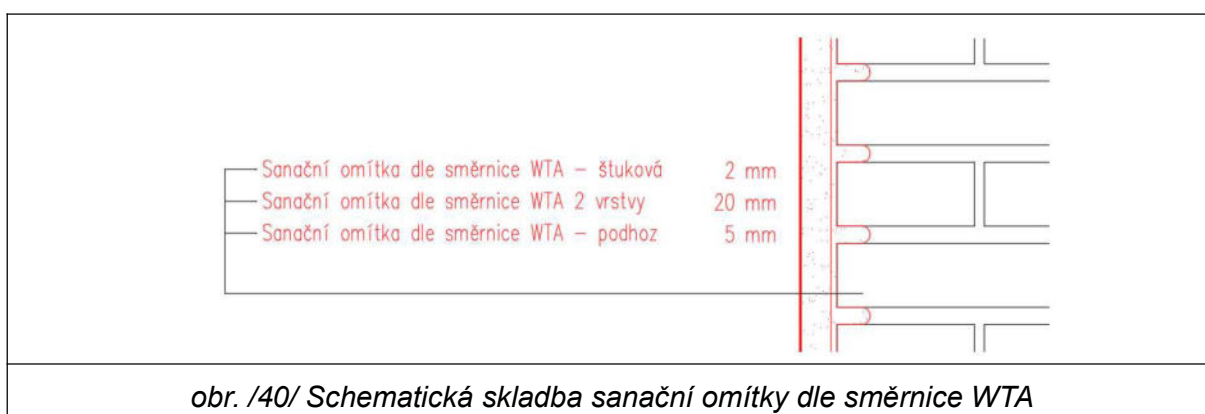 Sanační omítka dle směrnice WTA – štuková 2 mm
Sanační omítka dle směrnice WTA 2 vrstvy 20 mm
Sanační omítka dle směrnice WTA – podhoz 5 mm
obr. /40/ Schematická skladba sanační omítky dle směrnice WTA